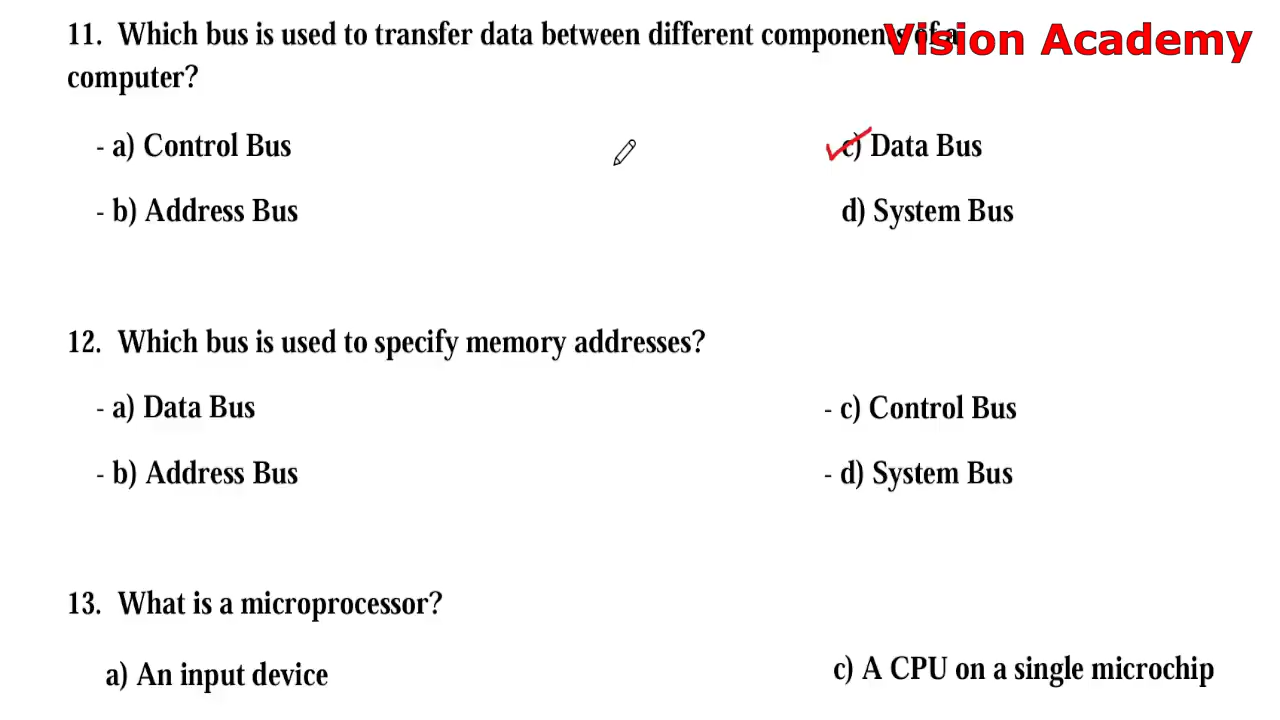 11. Which bus is used to transfer data between different components of a
Vision Academy
computer?
- a) Control Bus
c) Data Bus
- b) Address Bus
d) System Bus
12. Which bus is used to specify memory addresses?
- a) Data Bus
- c) Control Bus
- b) Address Bus
- d) System Bus
13. What is a microprocessor?
a) An input device
c) A CPU on a single microchip